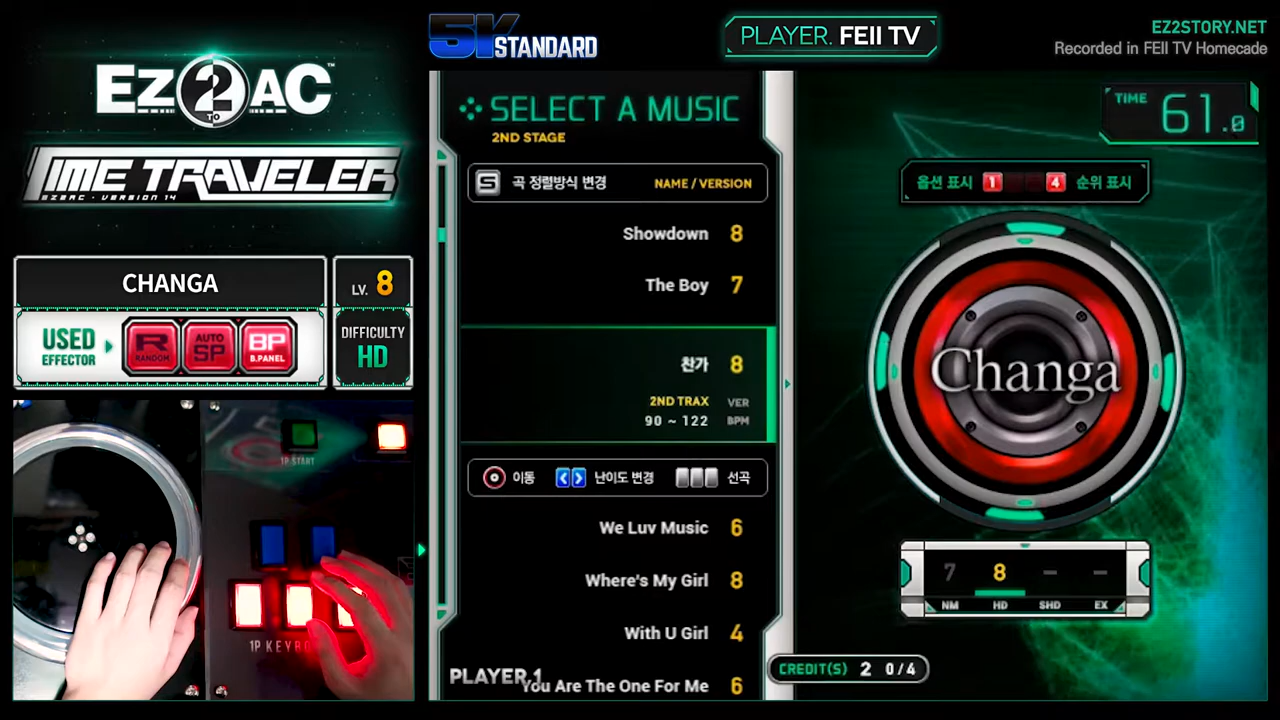 5K STANDARD
PLAYER. FEII TV
EZ2STORY.NET
Recorded in FEII TV Homecade
EZ2AC™
TO
TIME TRAVELER
EZ2AC · VERSION 14
CHANGA
LV. 8
USED EFFECTOR
R RANDOM
AUTO SP
BP B.PANEL
DIFFICULTY
HD
1P START
1P KEYBO
SELECT A MUSIC
2ND STAGE
S 곡 정렬방식 변경 NAME / VERSION
Showdown 8
The Boy 7
찬가 8
2ND TRAX VER
90 ~ 122 BPM
이동 난이도 변경 선곡
We Luv Music 6
Where's My Girl 8
With U Girl 4
You Are The One For Me 6
PLAYER 1
TIME 61.0
옵션 표시 1 4 순위 표시
Changa
7 8 – –
NM HD SHD EX
CREDIT(S) 2 0/4